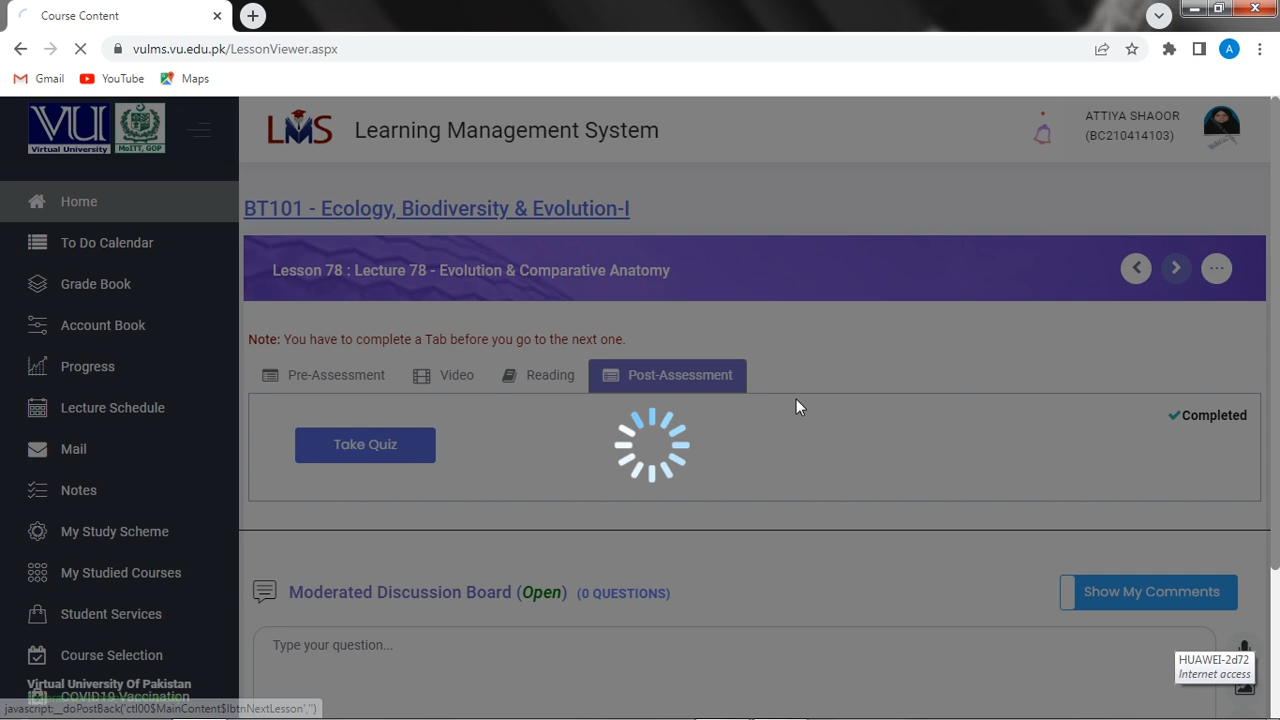 Course Content
vulms.vu.edu.pk/LessonViewer.aspx
A
Gmail
YouTube
Maps
VU
Virtual University
MoITT, GOP
LMS
Learning Management System
ATTIYA SHAOOR
(BC210414103)
Home
To Do Calendar
Grade Book
Account Book
Progress
Lecture Schedule
Mail
Notes
My Study Scheme
My Studied Courses
Student Services
Course Selection
Virtual University Of Pakistan
COVID19 Vaccination
BT101 - Ecology, Biodiversity & Evolution-I
Lesson 78 : Lecture 78 - Evolution & Comparative Anatomy
Note: You have to complete a Tab before you go to the next one.
Pre-Assessment
Video
Reading
Post-Assessment
Completed
Take Quiz
Moderated Discussion Board (Open) (0 QUESTIONS)
Show My Comments
Type your question...
HUAWEI-2d72
Internet access
javascript:__doPostBack('ctl00$MainContent$lbtnNextLesson','')